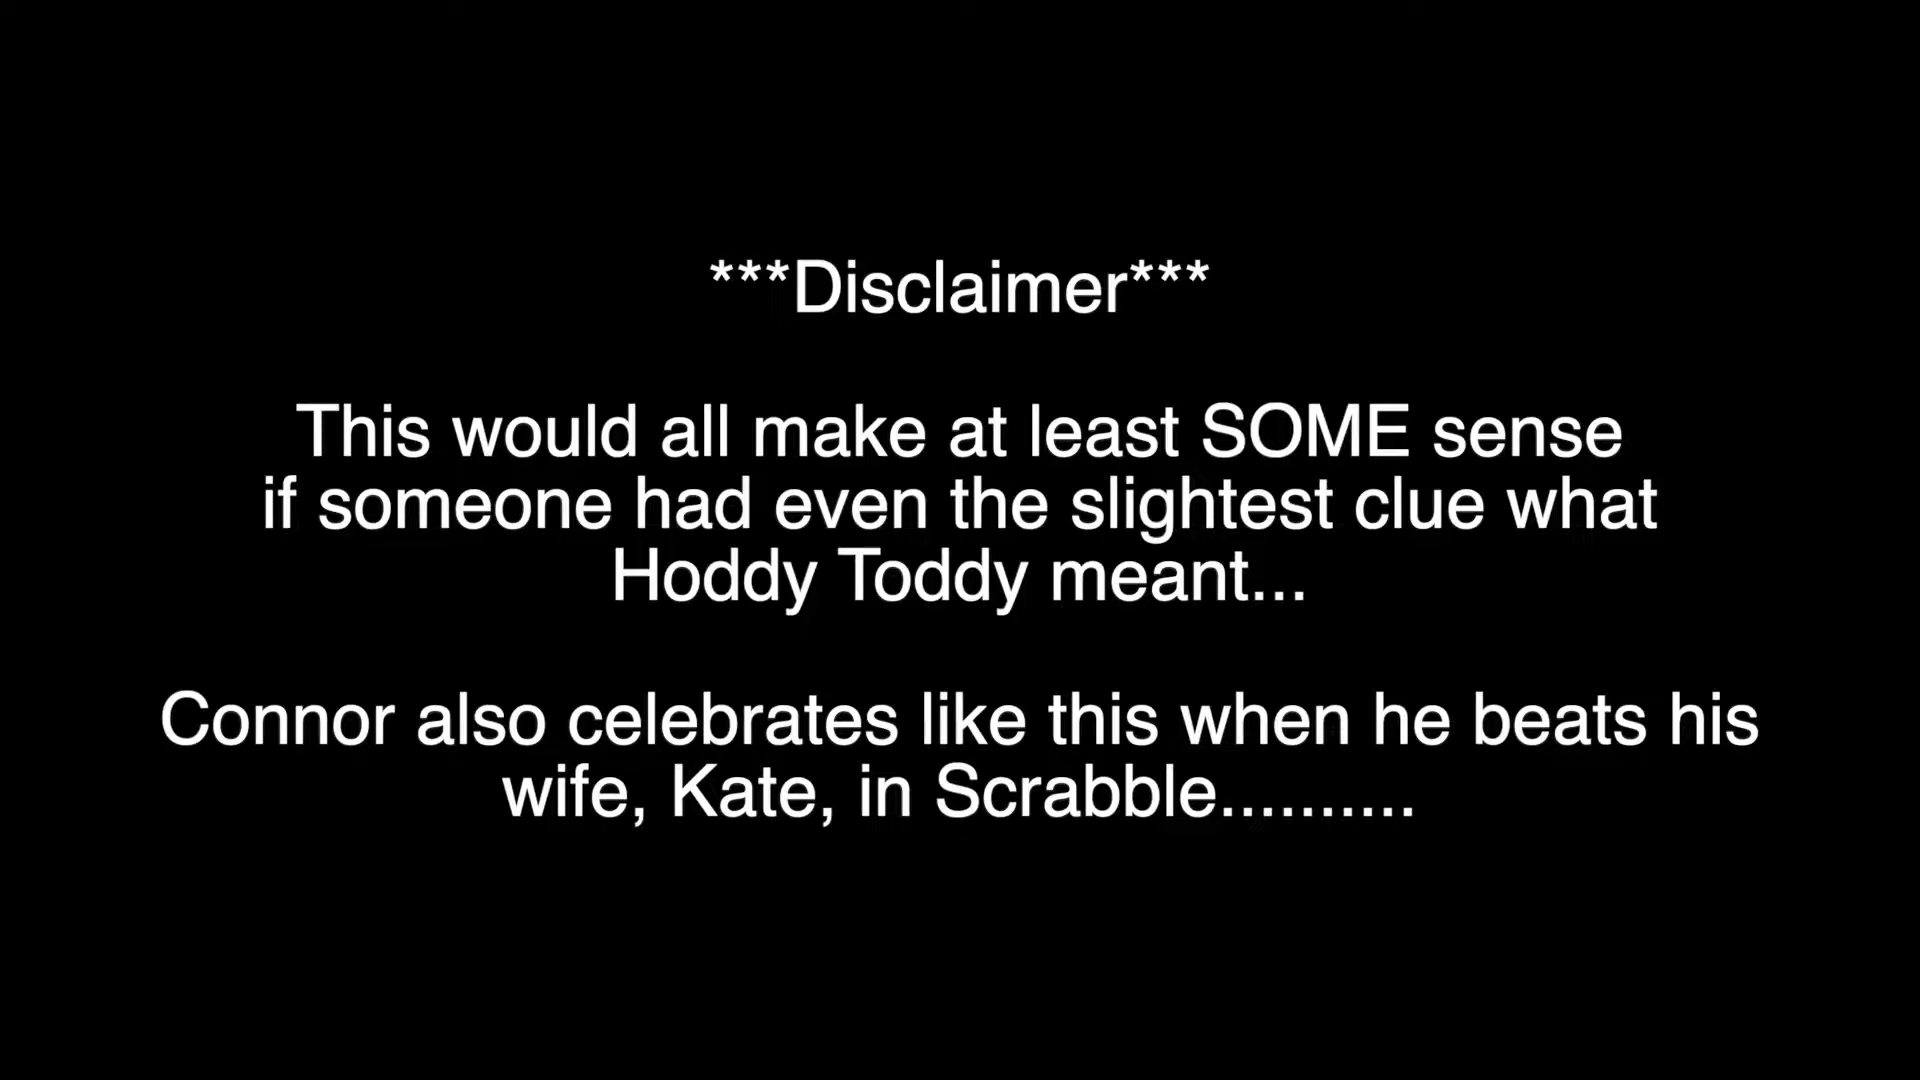 ***Disclaimer***
This would all make at least SOME sense
if someone had even the slightest clue what
Hoddy Toddy meant...
Connor also celebrates like this when he beats his
wife, Kate, in Scrabble..........